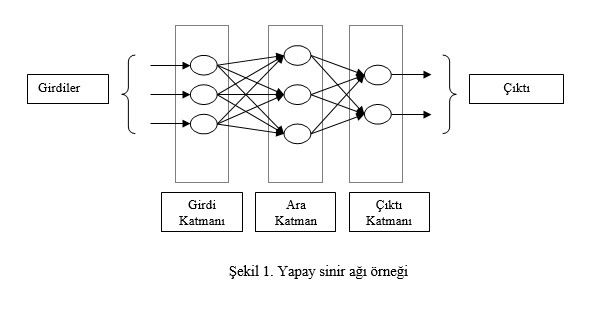 Girdiler
Çıktı
Girdi
Katmanı
Ara
Katman
Çıktı
Katmanı
Şekil 1. Yapay sinir ağı örneği